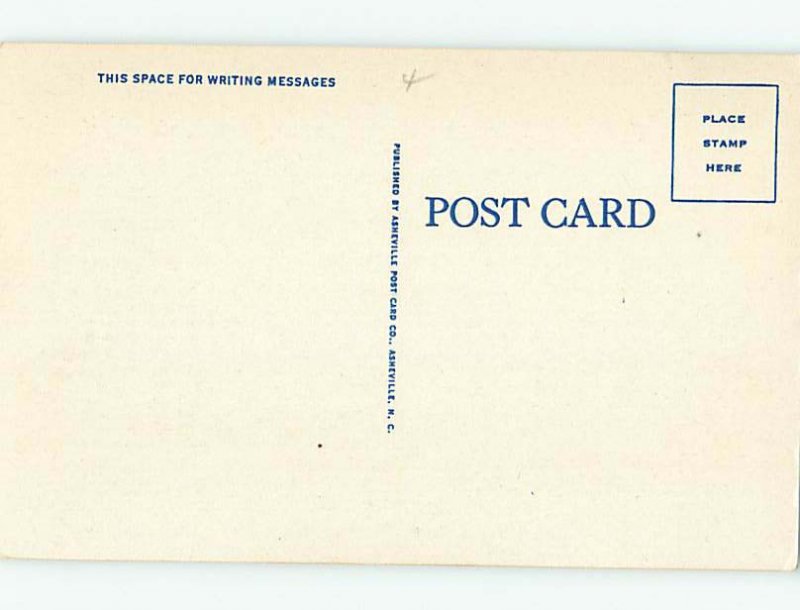 THIS SPACE FOR WRITING MESSAGES
4
PLACE
STAMP
HERE
POST CARD
PUBLISHED BY ASHEVILLE POST CARD CO., ASHEVILLE, N. C.